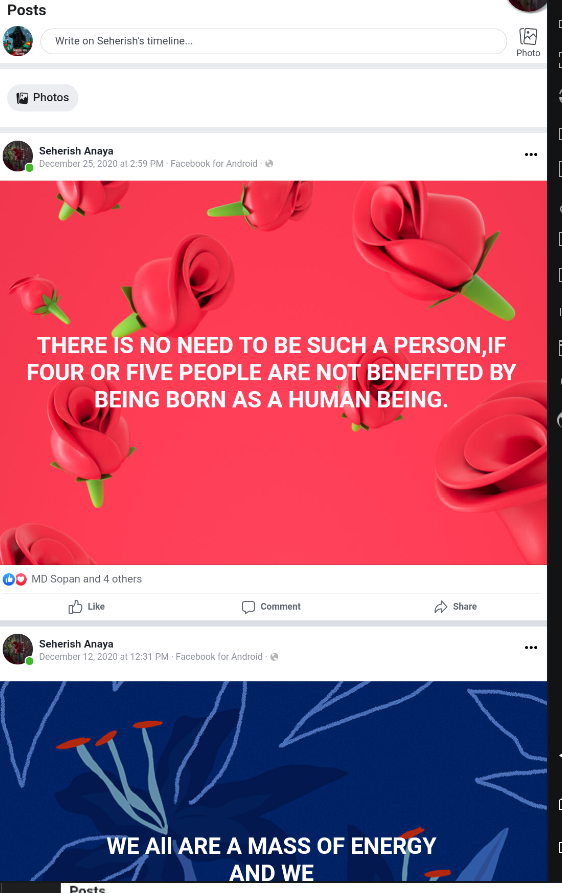 Posts
Write on Seherish's timeline...
Photo
Photos
Seherish Anaya
December 25, 2020 at 2:59 PM · Facebook for Android ·
THERE IS NO NEED TO BE SUCH A PERSON,IF
FOUR OR FIVE PEOPLE ARE NOT BENEFITED BY
BEING BORN AS A HUMAN BEING.
MD Sopan and 4 others
Like Comment Share
Seherish Anaya
December 12, 2020 at 12:31 PM · Facebook for Android ·
WE All ARE A MASS OF ENERGY
AND WE
Posts